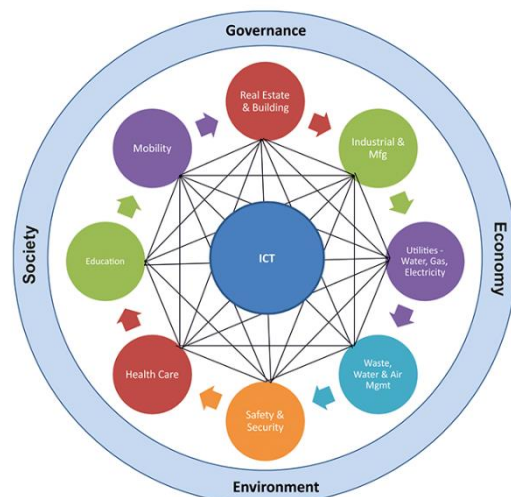 Governance
Real Estate
& Building
Mobility
Industrial &
Mfg
Society
Education
ICT
Utilities -
Water, Gas,
Electricity
Economy
Health Care
Waste,
Water & Air
Mgmt
Safety &
Security
Environment